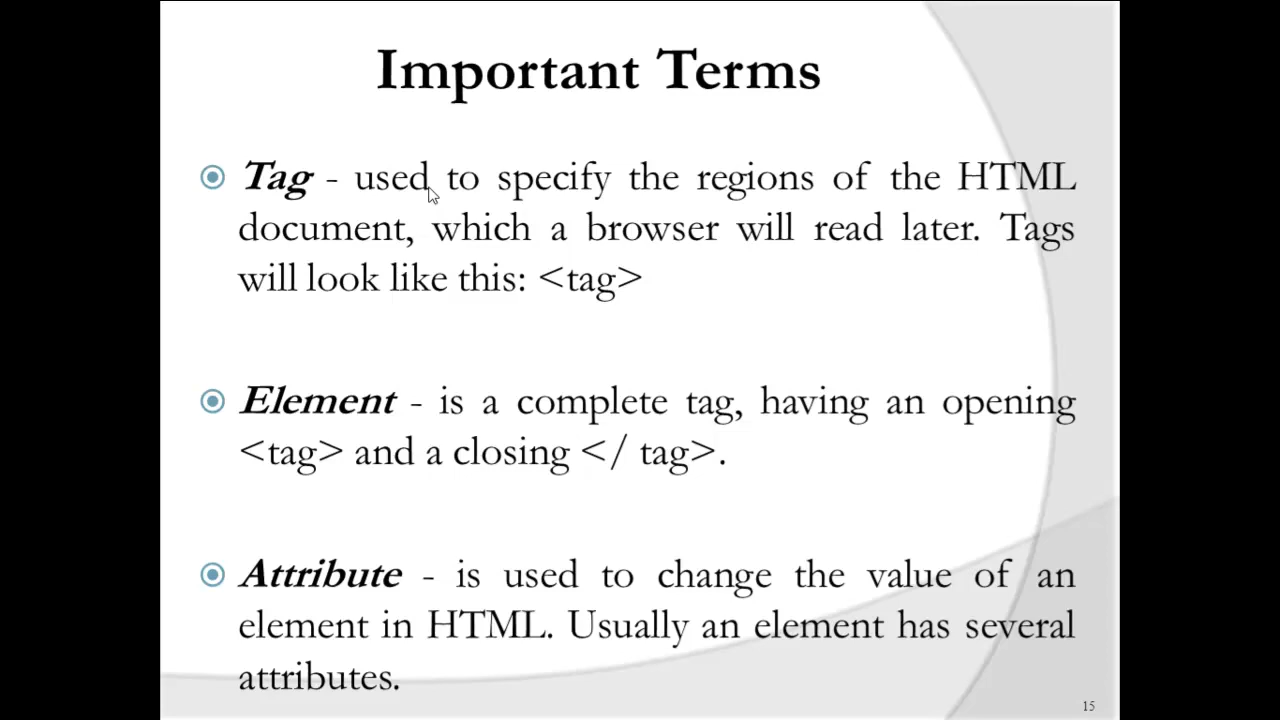 Important Terms
Tag - used to specify the regions of the HTML
document, which a browser will read later. Tags
will look like this: <tag>
Element - is a complete tag, having an opening
<tag> and a closing </ tag>.
Attribute - is used to change the value of an
element in HTML. Usually an element has several
attributes.
15